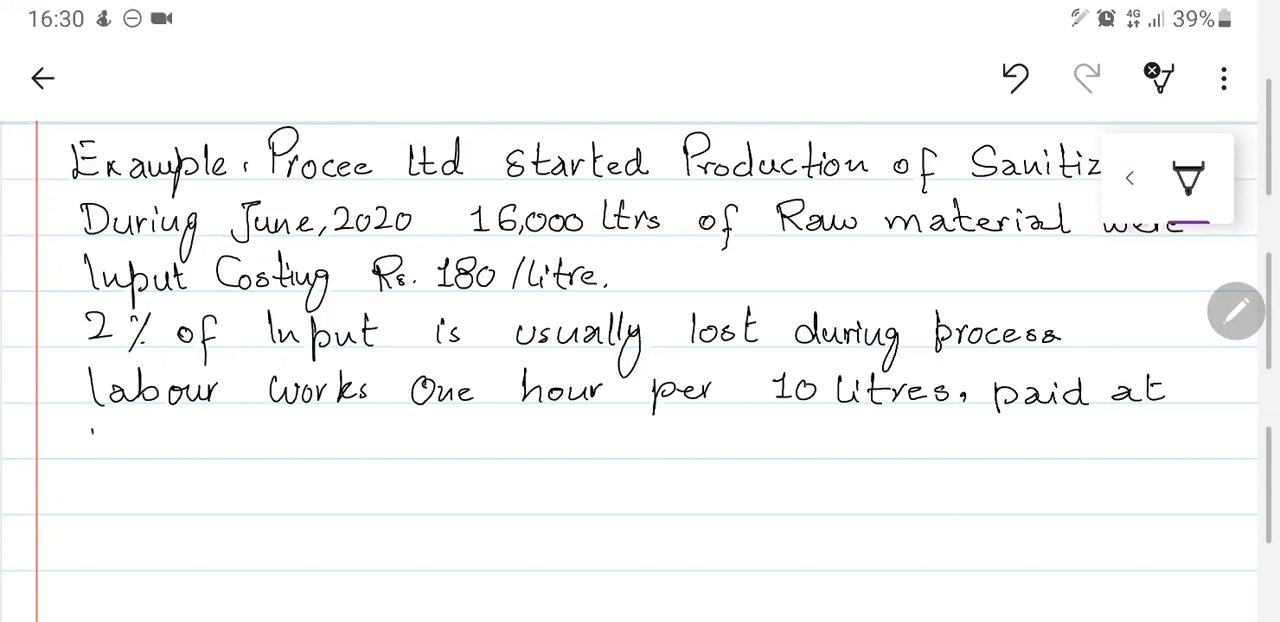 16:30 4G 39%
Example. Procee Ltd started Production of Sanitiz
During June, 2020 16,000 Ltrs of Raw material were
Input Costing Rs. 180 /Litre.
2% of Input is usually lost during process
labour works One hour per 10 litres, paid at